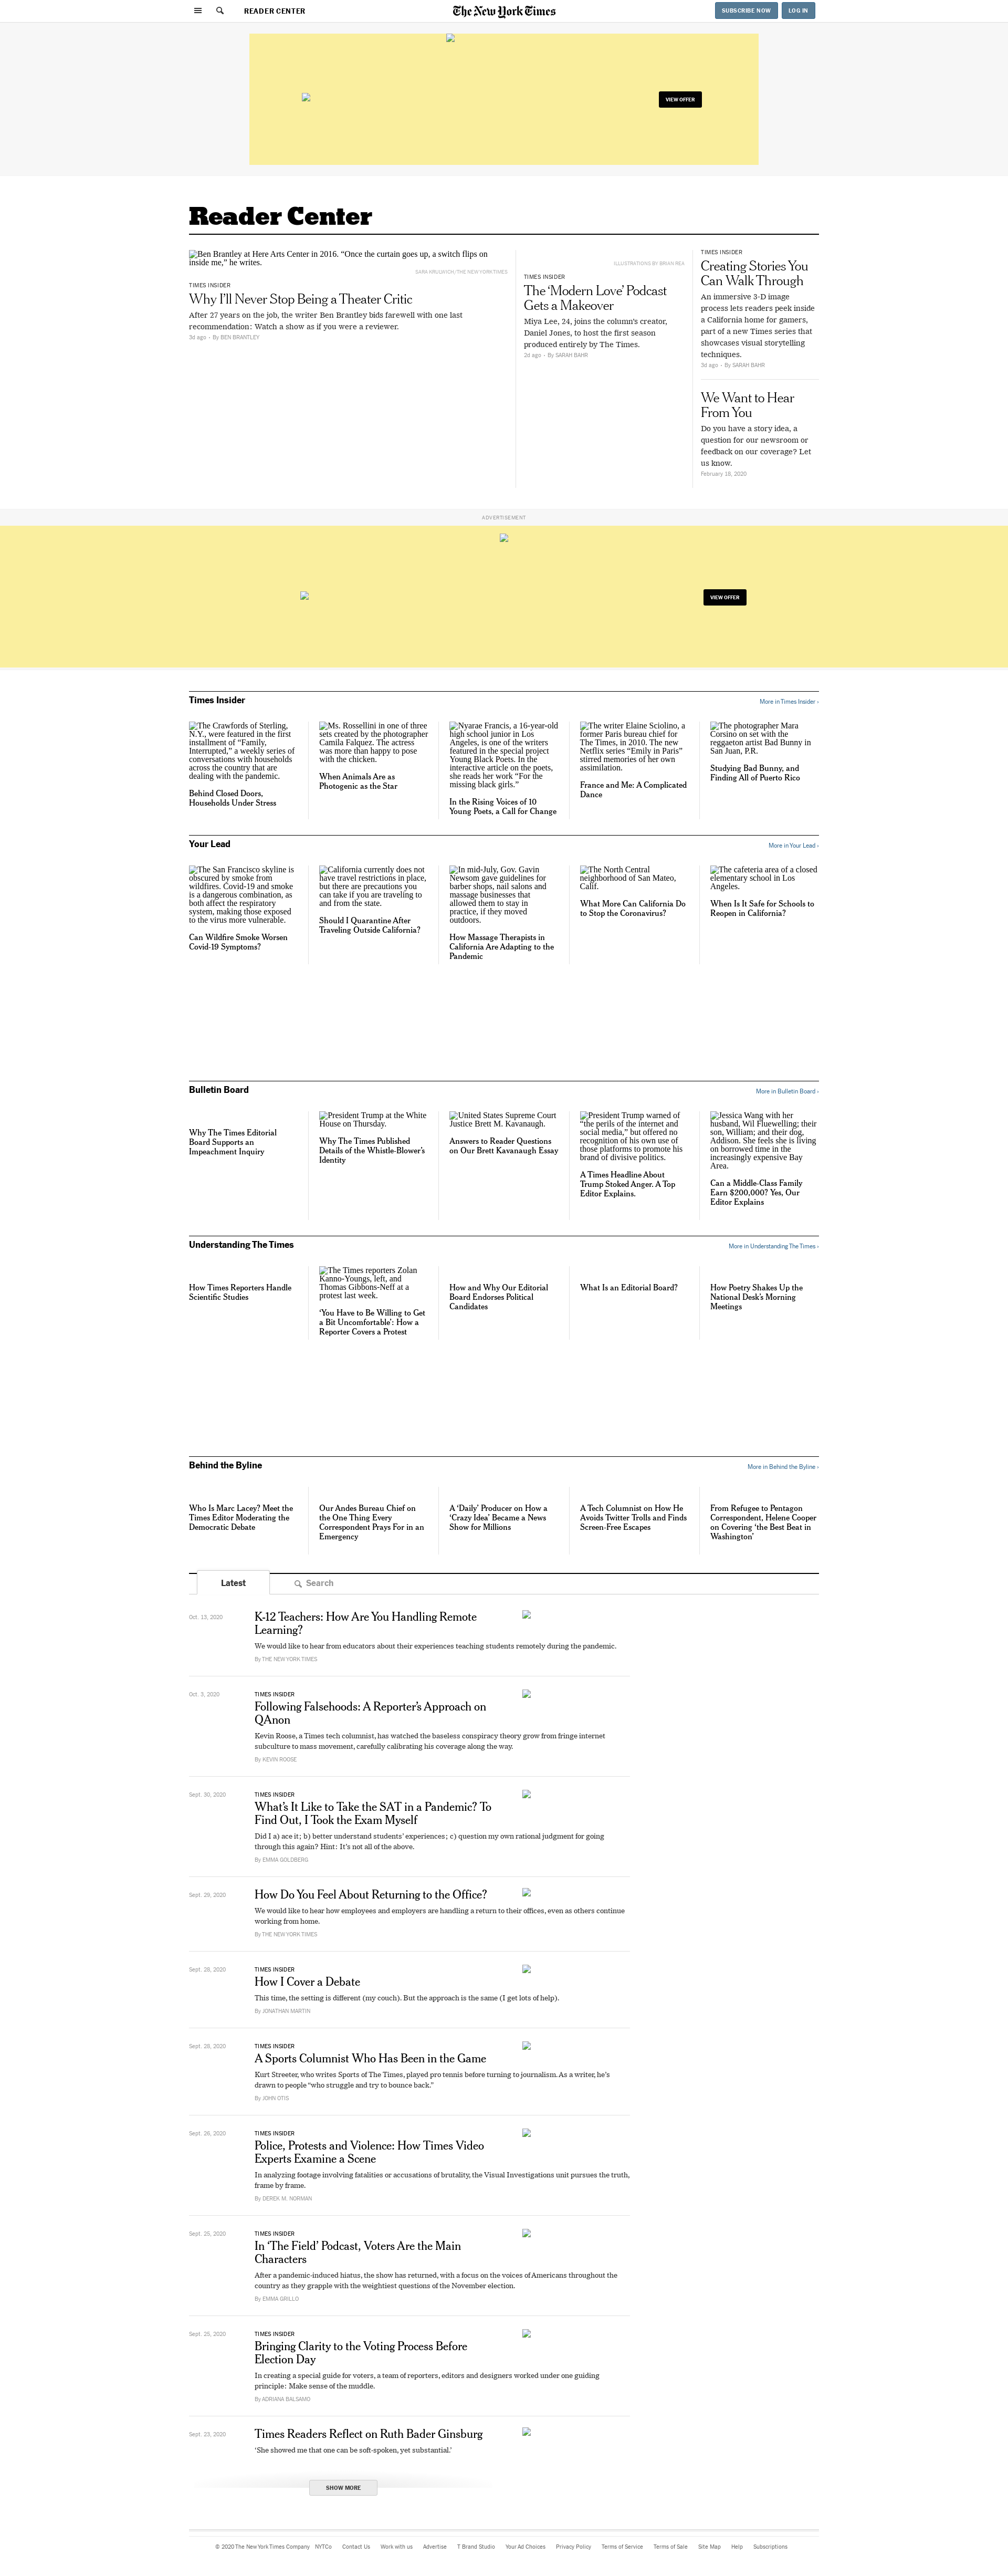 READER CENTER
The New York Times
SUBSCRIBE NOW
LOG IN
VIEW OFFER
Reader Center
Ben Brantley at Here Arts Center in 2016. “Once the curtain goes up, a switch flips on
inside me,” he writes.
SARA KRULWICH/THE NEW YORK TIMES
TIMES INSIDER
Why I’ll Never Stop Being a Theater Critic
After 27 years on the job, the writer Ben Brantley bids farewell with one last
recommendation: Watch a show as if you were a reviewer.
3d ago · By BEN BRANTLEY
ILLUSTRATIONS BY BRIAN REA
TIMES INSIDER
The ‘Modern Love’ Podcast
Gets a Makeover
Miya Lee, 24, joins the column’s creator,
Daniel Jones, to host the first season
produced entirely by The Times.
2d ago · By SARAH BAHR
TIMES INSIDER
Creating Stories You
Can Walk Through
An immersive 3-D image
process lets readers peek inside
a California home for gamers,
part of a new Times series that
showcases visual storytelling
techniques.
3d ago · By SARAH BAHR
We Want to Hear
From You
Do you have a story idea, a
question for our newsroom or
feedback on our coverage? Let
us know.
February 18, 2020
ADVERTISEMENT
VIEW OFFER
Times Insider
More in Times Insider ›
The Crawfords of Sterling,
N.Y., were featured in the first
installment of “Family,
Interrupted,” a weekly series of
conversations with households
across the country that are
dealing with the pandemic.
Behind Closed Doors,
Households Under Stress
Ms. Rossellini in one of three
sets created by the photographer
Camila Falquez. The actress
was more than happy to pose
with the chicken.
When Animals Are as
Photogenic as the Star
Nyarae Francis, a 16-year-old
high school junior in Los
Angeles, is one of the writers
featured in the special project
Young Black Poets. In the
interactive article on the poets,
she reads her work “For the
missing black girls.”
In the Rising Voices of 10
Young Poets, a Call for Change
The writer Elaine Sciolino, a
former Paris bureau chief for
The Times, in 2010. The new
Netflix series “Emily in Paris”
stirred memories of her own
assimilation.
France and Me: A Complicated
Dance
The photographer Mara
Corsino on set with the
reggaeton artist Bad Bunny in
San Juan, P.R.
Studying Bad Bunny, and
Finding All of Puerto Rico
Your Lead
More in Your Lead ›
The San Francisco skyline is
obscured by smoke from
wildfires. Covid-19 and smoke
is a dangerous combination, as
both affect the respiratory
system, making those exposed
to the virus more vulnerable.
Can Wildfire Smoke Worsen
Covid-19 Symptoms?
California currently does not
have travel restrictions in place,
but there are precautions you
can take if you are traveling to
and from the state.
Should I Quarantine After
Traveling Outside California?
In mid-July, Gov. Gavin
Newsom gave guidelines for
barber shops, nail salons and
massage businesses that
allowed them to stay in
practice, if they moved
outdoors.
How Massage Therapists in
California Are Adapting to the
Pandemic
The North Central
neighborhood of San Mateo,
Calif.
What More Can California Do
to Stop the Coronavirus?
The cafeteria area of a closed
elementary school in Los
Angeles.
When Is It Safe for Schools to
Reopen in California?
Bulletin Board
More in Bulletin Board ›
Why The Times Editorial
Board Supports an
Impeachment Inquiry
President Trump at the White
House on Thursday.
Why The Times Published
Details of the Whistle-Blower’s
Identity
United States Supreme Court
Justice Brett M. Kavanaugh.
Answers to Reader Questions
on Our Brett Kavanaugh Essay
President Trump warned of
“the perils of the internet and
social media,” but offered no
recognition of his own use of
those platforms to promote his
brand of divisive politics.
A Times Headline About
Trump Stoked Anger. A Top
Editor Explains.
Jessica Wang with her
husband, Wil Fluewelling; their
son, William; and their dog,
Addison. She feels she is living
on borrowed time in the
increasingly expensive Bay
Area.
Can a Middle-Class Family
Earn $200,000? Yes, Our
Editor Explains
Understanding The Times
More in Understanding The Times ›
How Times Reporters Handle
Scientific Studies
The Times reporters Zolan
Kanno-Youngs, left, and
Thomas Gibbons-Neff at a
protest last week.
‘You Have to Be Willing to Get
a Bit Uncomfortable’: How a
Reporter Covers a Protest
How and Why Our Editorial
Board Endorses Political
Candidates
What Is an Editorial Board?
How Poetry Shakes Up the
National Desk’s Morning
Meetings
Behind the Byline
More in Behind the Byline ›
Who Is Marc Lacey? Meet the
Times Editor Moderating the
Democratic Debate
Our Andes Bureau Chief on
the One Thing Every
Correspondent Prays For in an
Emergency
A ‘Daily’ Producer on How a
‘Crazy Idea’ Became a News
Show for Millions
A Tech Columnist on How He
Avoids Twitter Trolls and Finds
Screen-Free Escapes
From Refugee to Pentagon
Correspondent, Helene Cooper
on Covering ‘the Best Beat in
Washington’
Latest
Search
Oct. 13, 2020
K-12 Teachers: How Are You Handling Remote
Learning?
We would like to hear from educators about their experiences teaching students remotely during the pandemic.
By THE NEW YORK TIMES
Oct. 3, 2020
TIMES INSIDER
Following Falsehoods: A Reporter’s Approach on
QAnon
Kevin Roose, a Times tech columnist, has watched the baseless conspiracy theory grow from fringe internet
subculture to mass movement, carefully calibrating his coverage along the way.
By KEVIN ROOSE
Sept. 30, 2020
TIMES INSIDER
What’s It Like to Take the SAT in a Pandemic? To
Find Out, I Took the Exam Myself
Did I a) ace it; b) better understand students’ experiences; c) question my own rational judgment for going
through this again? Hint: It’s not all of the above.
By EMMA GOLDBERG
Sept. 29, 2020
How Do You Feel About Returning to the Office?
We would like to hear how employees and employers are handling a return to their offices, even as others continue
working from home.
By THE NEW YORK TIMES
Sept. 28, 2020
TIMES INSIDER
How I Cover a Debate
This time, the setting is different (my couch). But the approach is the same (I get lots of help).
By JONATHAN MARTIN
Sept. 28, 2020
TIMES INSIDER
A Sports Columnist Who Has Been in the Game
Kurt Streeter, who writes Sports of The Times, played pro tennis before turning to journalism. As a writer, he’s
drawn to people “who struggle and try to bounce back.”
By JOHN OTIS
Sept. 26, 2020
TIMES INSIDER
Police, Protests and Violence: How Times Video
Experts Examine a Scene
In analyzing footage involving fatalities or accusations of brutality, the Visual Investigations unit pursues the truth,
frame by frame.
By DEREK M. NORMAN
Sept. 25, 2020
TIMES INSIDER
In ‘The Field’ Podcast, Voters Are the Main
Characters
After a pandemic-induced hiatus, the show has returned, with a focus on the voices of Americans throughout the
country as they grapple with the weightiest questions of the November election.
By EMMA GRILLO
Sept. 25, 2020
TIMES INSIDER
Bringing Clarity to the Voting Process Before
Election Day
In creating a special guide for voters, a team of reporters, editors and designers worked under one guiding
principle: Make sense of the muddle.
By ADRIANA BALSAMO
Sept. 23, 2020
Times Readers Reflect on Ruth Bader Ginsburg
‘She showed me that one can be soft-spoken, yet substantial.’
SHOW MORE
© 2020 The New York Times Company NYTCo Contact Us Work with us Advertise T Brand Studio Your Ad Choices Privacy Policy Terms of Service Terms of Sale Site Map Help Subscriptions